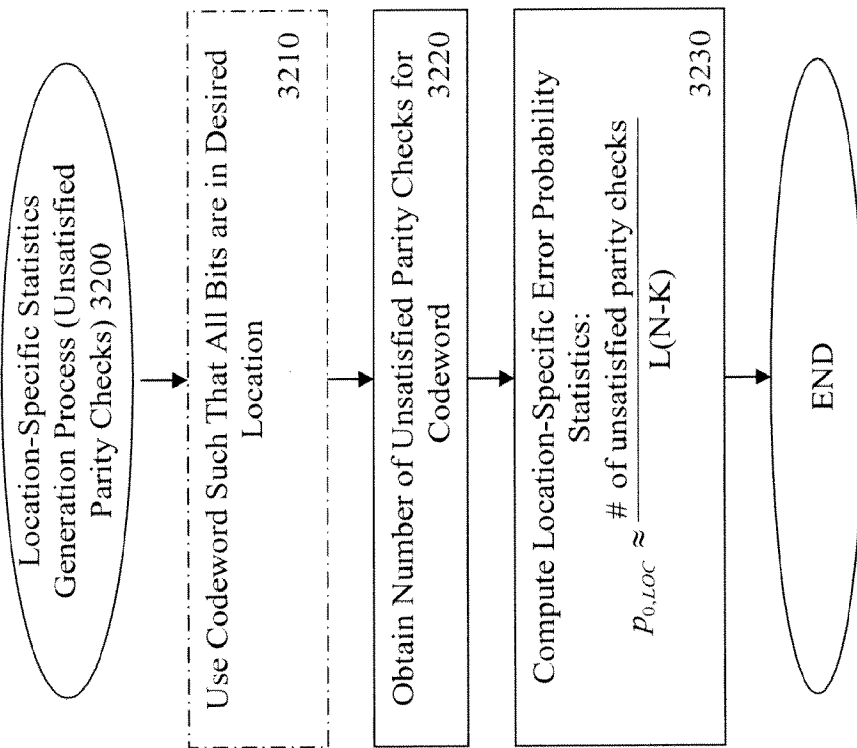 Location-Specific Statistics
Generation Process (Unsatisfied
Parity Checks) 3200
Use Codeword Such That All Bits are in Desired
Location
3210
Obtain Number of Unsatisfied Parity Checks for
Codeword
3220
Compute Location-Specific Error Probability
Statistics:
p0,LOC ≈ # of unsatisfied parity checks
L(N-K)
3230
END